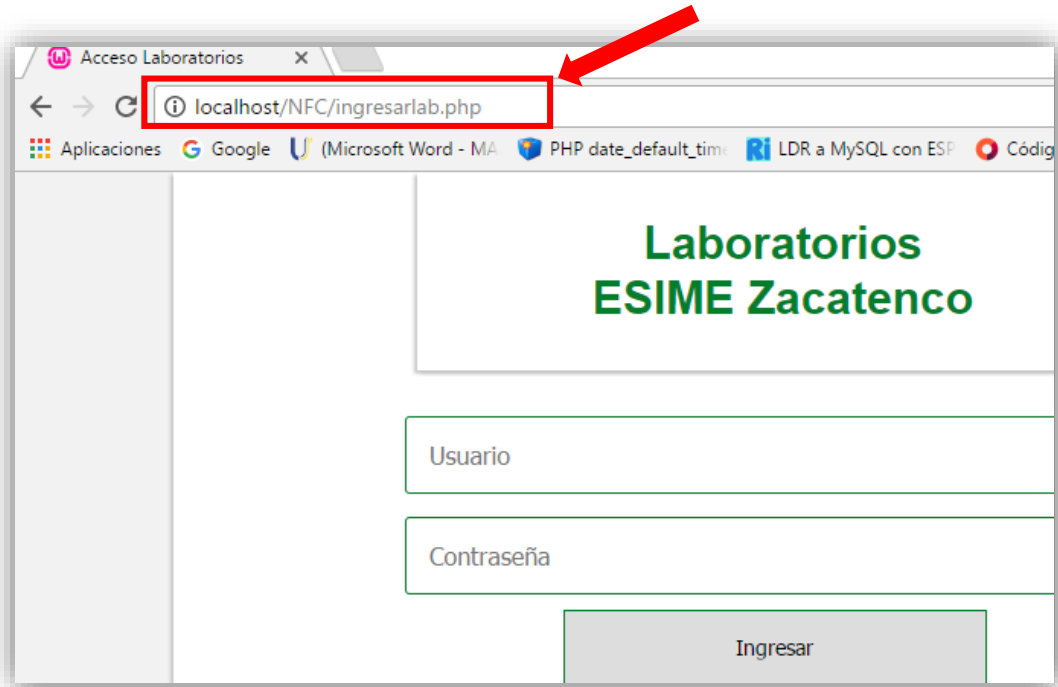 Acceso Laboratorios
localhost/NFC/ingresarlab.php
Aplicaciones Google (Microsoft Word - MA PHP date_default_time LDR a MySQL con ESP Códig
Laboratorios
ESIME Zacatenco
Usuario
Contraseña
Ingresar